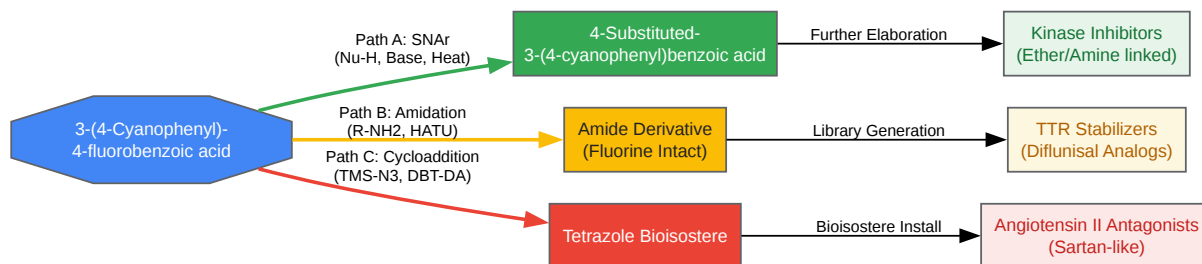 3-(4-Cyanophenyl)-
4-fluorobenzoic acid
Path A: SNAr
(Nu-H, Base, Heat)
4-Substituted-
3-(4-cyanophenyl)benzoic acid
Further Elaboration
Kinase Inhibitors
(Ether/Amine linked)
Path B: Amidation
(R-NH2, HATU)
Amide Derivative
(Fluorine Intact)
Library Generation
TTR Stabilizers
(Diflunisal Analogs)
Path C: Cycloaddition
(TMS-N3, DBT-DA)
Tetrazole Bioisostere
Bioisostere Install
Angiotensin II Antagonists
(Sartan-like)